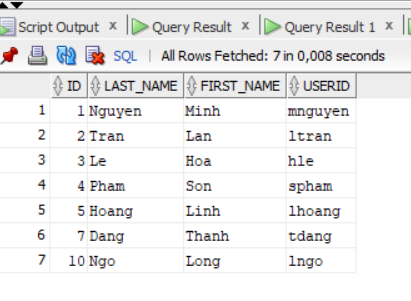 Script Output x Query Result x Query Result 1 x
SQL | All Rows Fetched: 7 in 0,008 seconds
ID LAST_NAME FIRST_NAME USERID
1 1 Nguyen Minh mnguyen
2 2 Tran Lan ltran
3 3 Le Hoa hle
4 4 Pham Son spham
5 5 Hoang Linh lhoang
6 7 Dang Thanh tdang
7 10 Ngo Long lngo